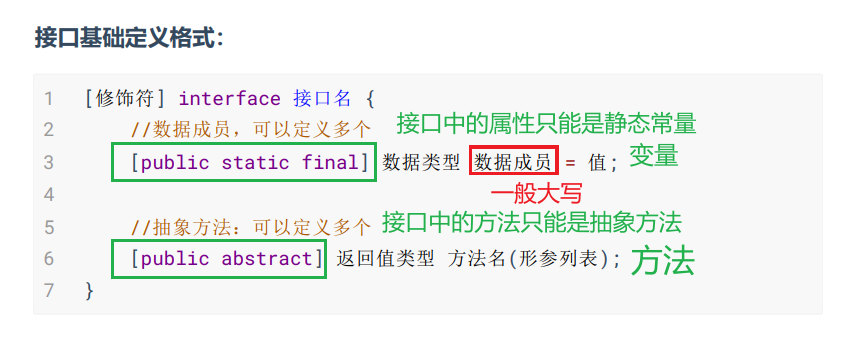 接口基础定义格式：
1 [修饰符] interface 接口名 {
2 //数据成员，可以定义多个 接口中的属性只能是静态常量
3 [public static final] 数据类型 数据成员 = 值; 变量
4 一般大写
5 //抽象方法：可以定义多个 接口中的方法只能是抽象方法
6 [public abstract] 返回值类型 方法名(形参列表); 方法
7 }